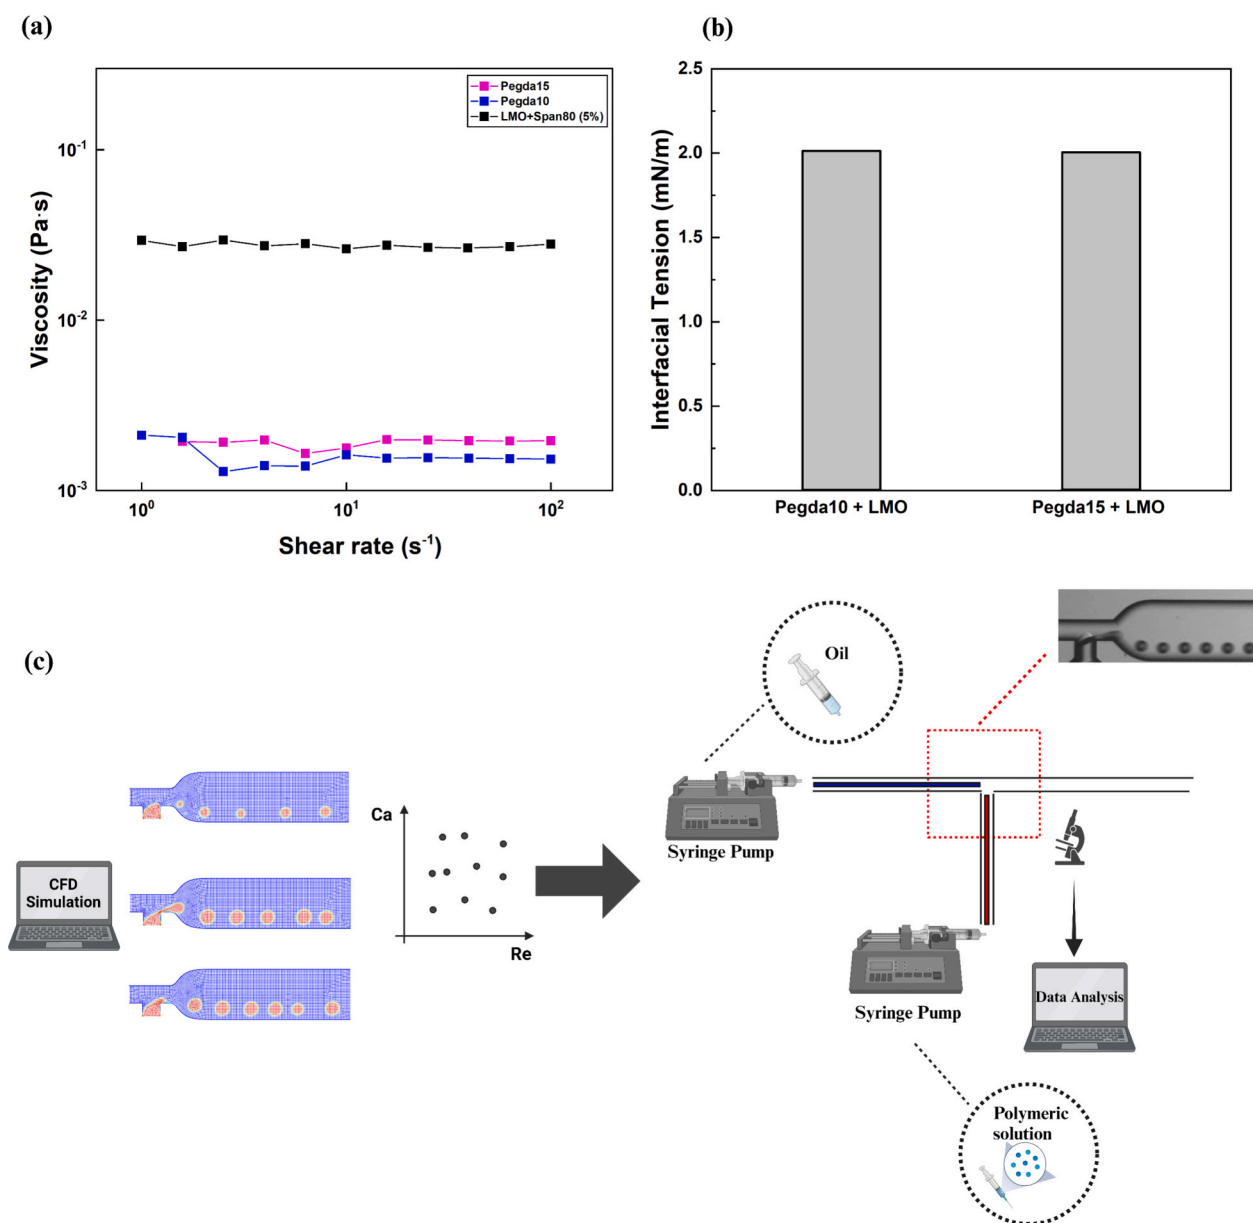 (a)
Pegda15
Pegda10
LMO+Span80 (5%)
10⁻¹
10⁻²
10⁻³
Viscosity (Pa·s)
10⁰
10¹
10²
Shear rate (s⁻¹)
(b)
2.5
2.0
1.5
1.0
0.5
0.0
Interfacial Tension (mN/m)
Pegda10 + LMO
Pegda15 + LMO
(c)
CFD
Simulation
Ca
Re
Oil
Syringe Pump
Syringe Pump
Data Analysis
Polymeric
solution